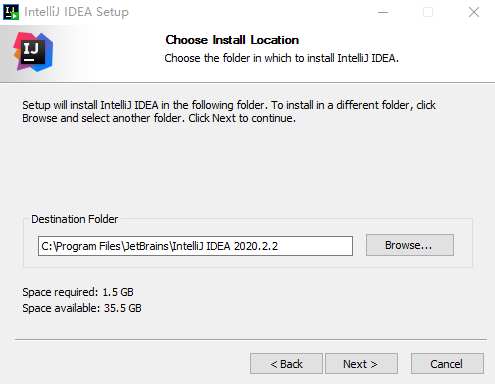 IntelliJ IDEA Setup
IJ
Choose Install Location
Choose the folder in which to install IntelliJ IDEA.
Setup will install IntelliJ IDEA in the following folder. To install in a different folder, click
Browse and select another folder. Click Next to continue.
Destination Folder
C:\Program Files\JetBrains\IntelliJ IDEA 2020.2.2
Browse...
Space required: 1.5 GB
Space available: 35.5 GB
< Back
Next >
Cancel